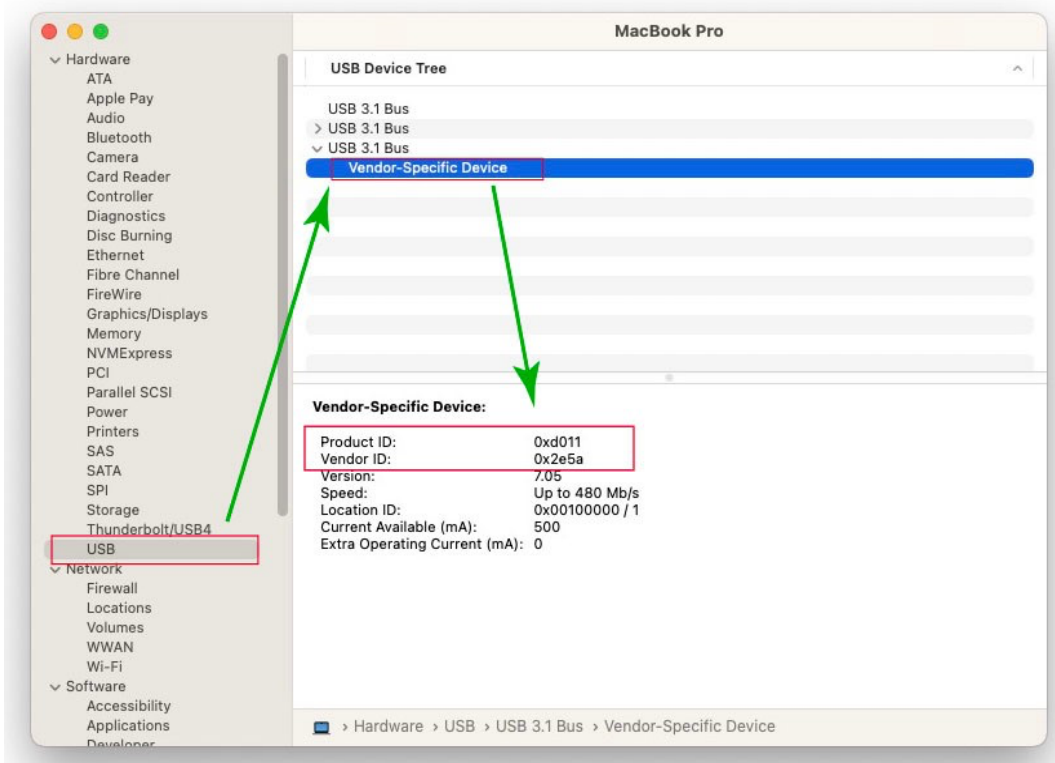 MacBook Pro
Hardware
ATA
Apple Pay
Audio
Bluetooth
Camera
Card Reader
Controller
Diagnostics
Disc Burning
Ethernet
Fibre Channel
FireWire
Graphics/Displays
Memory
NVMExpress
PCI
Parallel SCSI
Power
Printers
SAS
SATA
SPI
Storage
Thunderbolt/USB4
USB
Network
Firewall
Locations
Volumes
WWAN
Wi-Fi
Software
Accessibility
Applications
Developer
USB Device Tree
USB 3.1 Bus
USB 3.1 Bus
USB 3.1 Bus
Vendor-Specific Device
Vendor-Specific Device:
Product ID: 0xd011
Vendor ID: 0x2e5a
Version: 7.05
Speed: Up to 480 Mb/s
Location ID: 0x00100000 / 1
Current Available (mA): 500
Extra Operating Current (mA): 0
› Hardware › USB › USB 3.1 Bus › Vendor-Specific Device